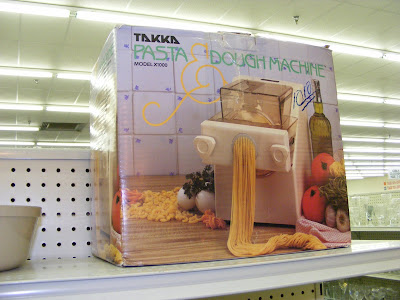 TAKKA
PASTA & DOUGH MACHINE
MODEL X1000